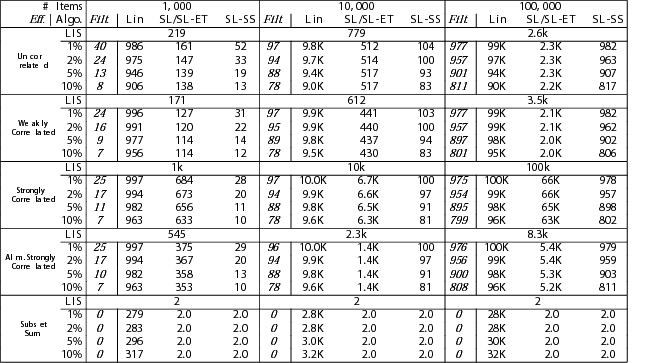 # Items 1,000 10,000 100,000
Eff. Algo. Filt Lin SL/SL-ET SL-SS Filt Lin SL/SL-ET SL-SS Filt Lin SL/SL-ET SL-SS
LIS 219 779 2.6k
Uncor related
1% 40 986 161 52 97 9.8K 512 104 977 99K 2.3K 982
2% 24 975 147 33 94 9.7K 514 100 957 97K 2.3K 963
5% 13 946 139 19 88 9.4K 517 93 901 94K 2.3K 907
10% 8 906 138 13 78 9.0K 517 83 811 90K 2.2K 817
LIS 171 612 3.5k
Weakly Correlated
1% 24 996 127 31 97 9.9K 441 103 977 99K 2.1K 982
2% 16 991 120 22 95 9.9K 440 100 957 99K 2.1K 962
5% 9 977 114 14 89 9.8K 437 94 897 98K 2.0K 902
10% 7 956 114 12 78 9.5K 430 83 801 95K 2.0K 806
LIS 1k 10k 100k
Strongly Correlated
1% 25 997 684 28 97 10.0K 6.7K 100 975 100K 66K 978
2% 17 994 673 20 94 9.9K 6.6K 97 954 99K 66K 957
5% 11 982 656 11 88 9.8K 6.5K 91 895 98K 65K 898
10% 7 963 633 10 78 9.6K 6.3K 81 799 96K 63K 802
LIS 545 2.3k 8.3k
Alm.Strongly Correlated
1% 25 997 375 29 96 10.0K 1.4K 100 976 100K 5.4K 979
2% 17 994 367 20 94 9.9K 1.4K 97 956 99K 5.4K 959
5% 10 982 358 13 88 9.8K 1.4K 91 900 98K 5.3K 903
10% 7 963 353 10 78 9.6K 1.4K 81 808 96K 5.2K 811
LIS 2 2 2
Subset Sum
1% 0 279 2.0 2.0 0 2.8K 2.0 2.0 0 28K 2.0 2.0
2% 0 283 2.0 2.0 0 2.8K 2.0 2.0 0 28K 2.0 2.0
5% 0 296 2.0 2.0 0 3.0K 2.0 2.0 0 30K 2.0 2.0
10% 0 317 2.0 2.0 0 3.2K 2.0 2.0 0 32K 2.0 2.0